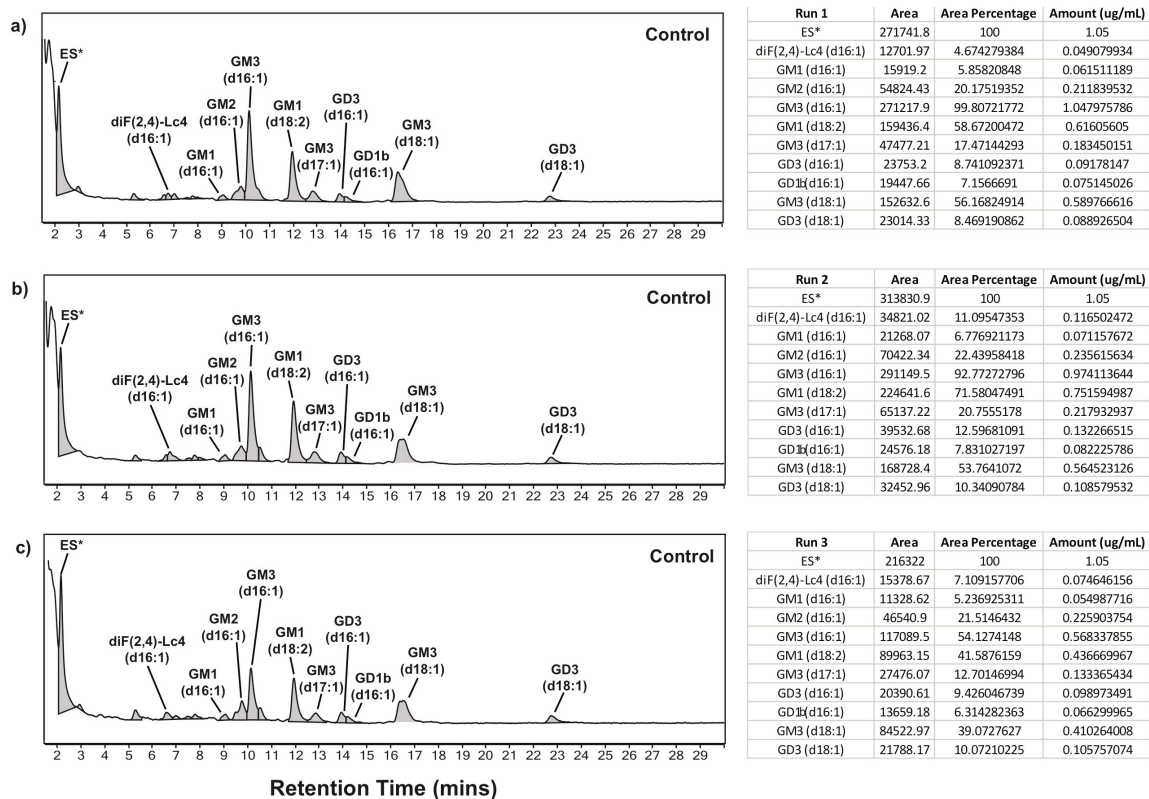 a)
Control
ES*
diF(2,4)-Lc4
(d16:1)
GM1
(d16:1)
GM2
(d16:1)
GM3
(d16:1)
GM1
(d18:2)
GM3
(d17:1)
GD3
(d16:1)
GD1b
(d16:1)
GM3
(d18:1)
GD3
(d18:1)
2 3 4 5 6 7 8 9 10 11 12 13 14 15 16 17 18 19 20 21 22 23 24 25 26 27 28 29
Run 1 Area Area Percentage Amount (ug/mL)
ES* 271741.8 100 1.05
diF(2,4)-Lc4 (d16:1) 12701.97 4.674279384 0.049079934
GM1 (d16:1) 15919.2 5.85820848 0.061511189
GM2 (d16:1) 54824.43 20.17519352 0.211839532
GM3 (d16:1) 271217.9 99.80721772 1.047975786
GM1 (d18:2) 159436.4 58.67200472 0.61605605
GM3 (d17:1) 47477.21 17.47144293 0.183450151
GD3 (d16:1) 23753.2 8.741092371 0.09178147
GD1b(d16:1) 19447.66 7.1566691 0.075145026
GM3 (d18:1) 152632.6 56.16824914 0.589766616
GD3 (d18:1) 23014.33 8.469190862 0.088926504
b)
Control
ES*
diF(2,4)-Lc4
(d16:1)
GM1
(d16:1)
GM2
(d16:1)
GM3
(d16:1)
GM1
(d18:2)
GM3
(d17:1)
GD3
(d16:1)
GD1b
(d16:1)
GM3
(d18:1)
GD3
(d18:1)
2 3 4 5 6 7 8 9 10 11 12 13 14 15 16 17 18 19 20 21 22 23 24 25 26 27 28 29
Run 2 Area Area Percentage Amount (ug/mL)
ES* 313830.9 100 1.05
diF(2,4)-Lc4 (d16:1) 34821.02 11.09547353 0.116502472
GM1 (d16:1) 21268.07 6.776921173 0.071157672
GM2 (d16:1) 70422.34 22.43958418 0.235615634
GM3 (d16:1) 291149.5 92.77272796 0.974113644
GM1 (d18:2) 224641.6 71.58047491 0.751594987
GM3 (d17:1) 65137.22 20.7555178 0.217932937
GD3 (d16:1) 39532.68 12.59681091 0.132266515
GD1b(d16:1) 24576.18 7.831027197 0.082225786
GM3 (d18:1) 168728.4 53.7641072 0.564523126
GD3 (d18:1) 32452.96 10.34090784 0.108579532
c)
Control
ES*
diF(2,4)-Lc4
(d16:1)
GM1
(d16:1)
GM2
(d16:1)
GM3
(d16:1)
GM1
(d18:2)
GM3
(d17:1)
GD3
(d16:1)
GD1b
(d16:1)
GM3
(d18:1)
GD3
(d18:1)
2 3 4 5 6 7 8 9 10 11 12 13 14 15 16 17 18 19 20 21 22 23 24 25 26 27 28 29
Run 3 Area Area Percentage Amount (ug/mL)
ES* 216322 100 1.05
diF(2,4)-Lc4 (d16:1) 15378.67 7.109157706 0.074646156
GM1 (d16:1) 11328.62 5.236925311 0.054987716
GM2 (d16:1) 46540.9 21.5146432 0.225903754
GM3 (d16:1) 117089.5 54.1274148 0.568337855
GM1 (d18:2) 89963.15 41.5876159 0.436669967
GM3 (d17:1) 27476.07 12.70146994 0.133365434
GD3 (d16:1) 20390.61 9.426046739 0.098973491
GD1b(d16:1) 13659.18 6.314282363 0.066299965
GM3 (d18:1) 84522.97 39.0727627 0.410264008
GD3 (d18:1) 21788.17 10.07210225 0.105757074
Retention Time (mins)